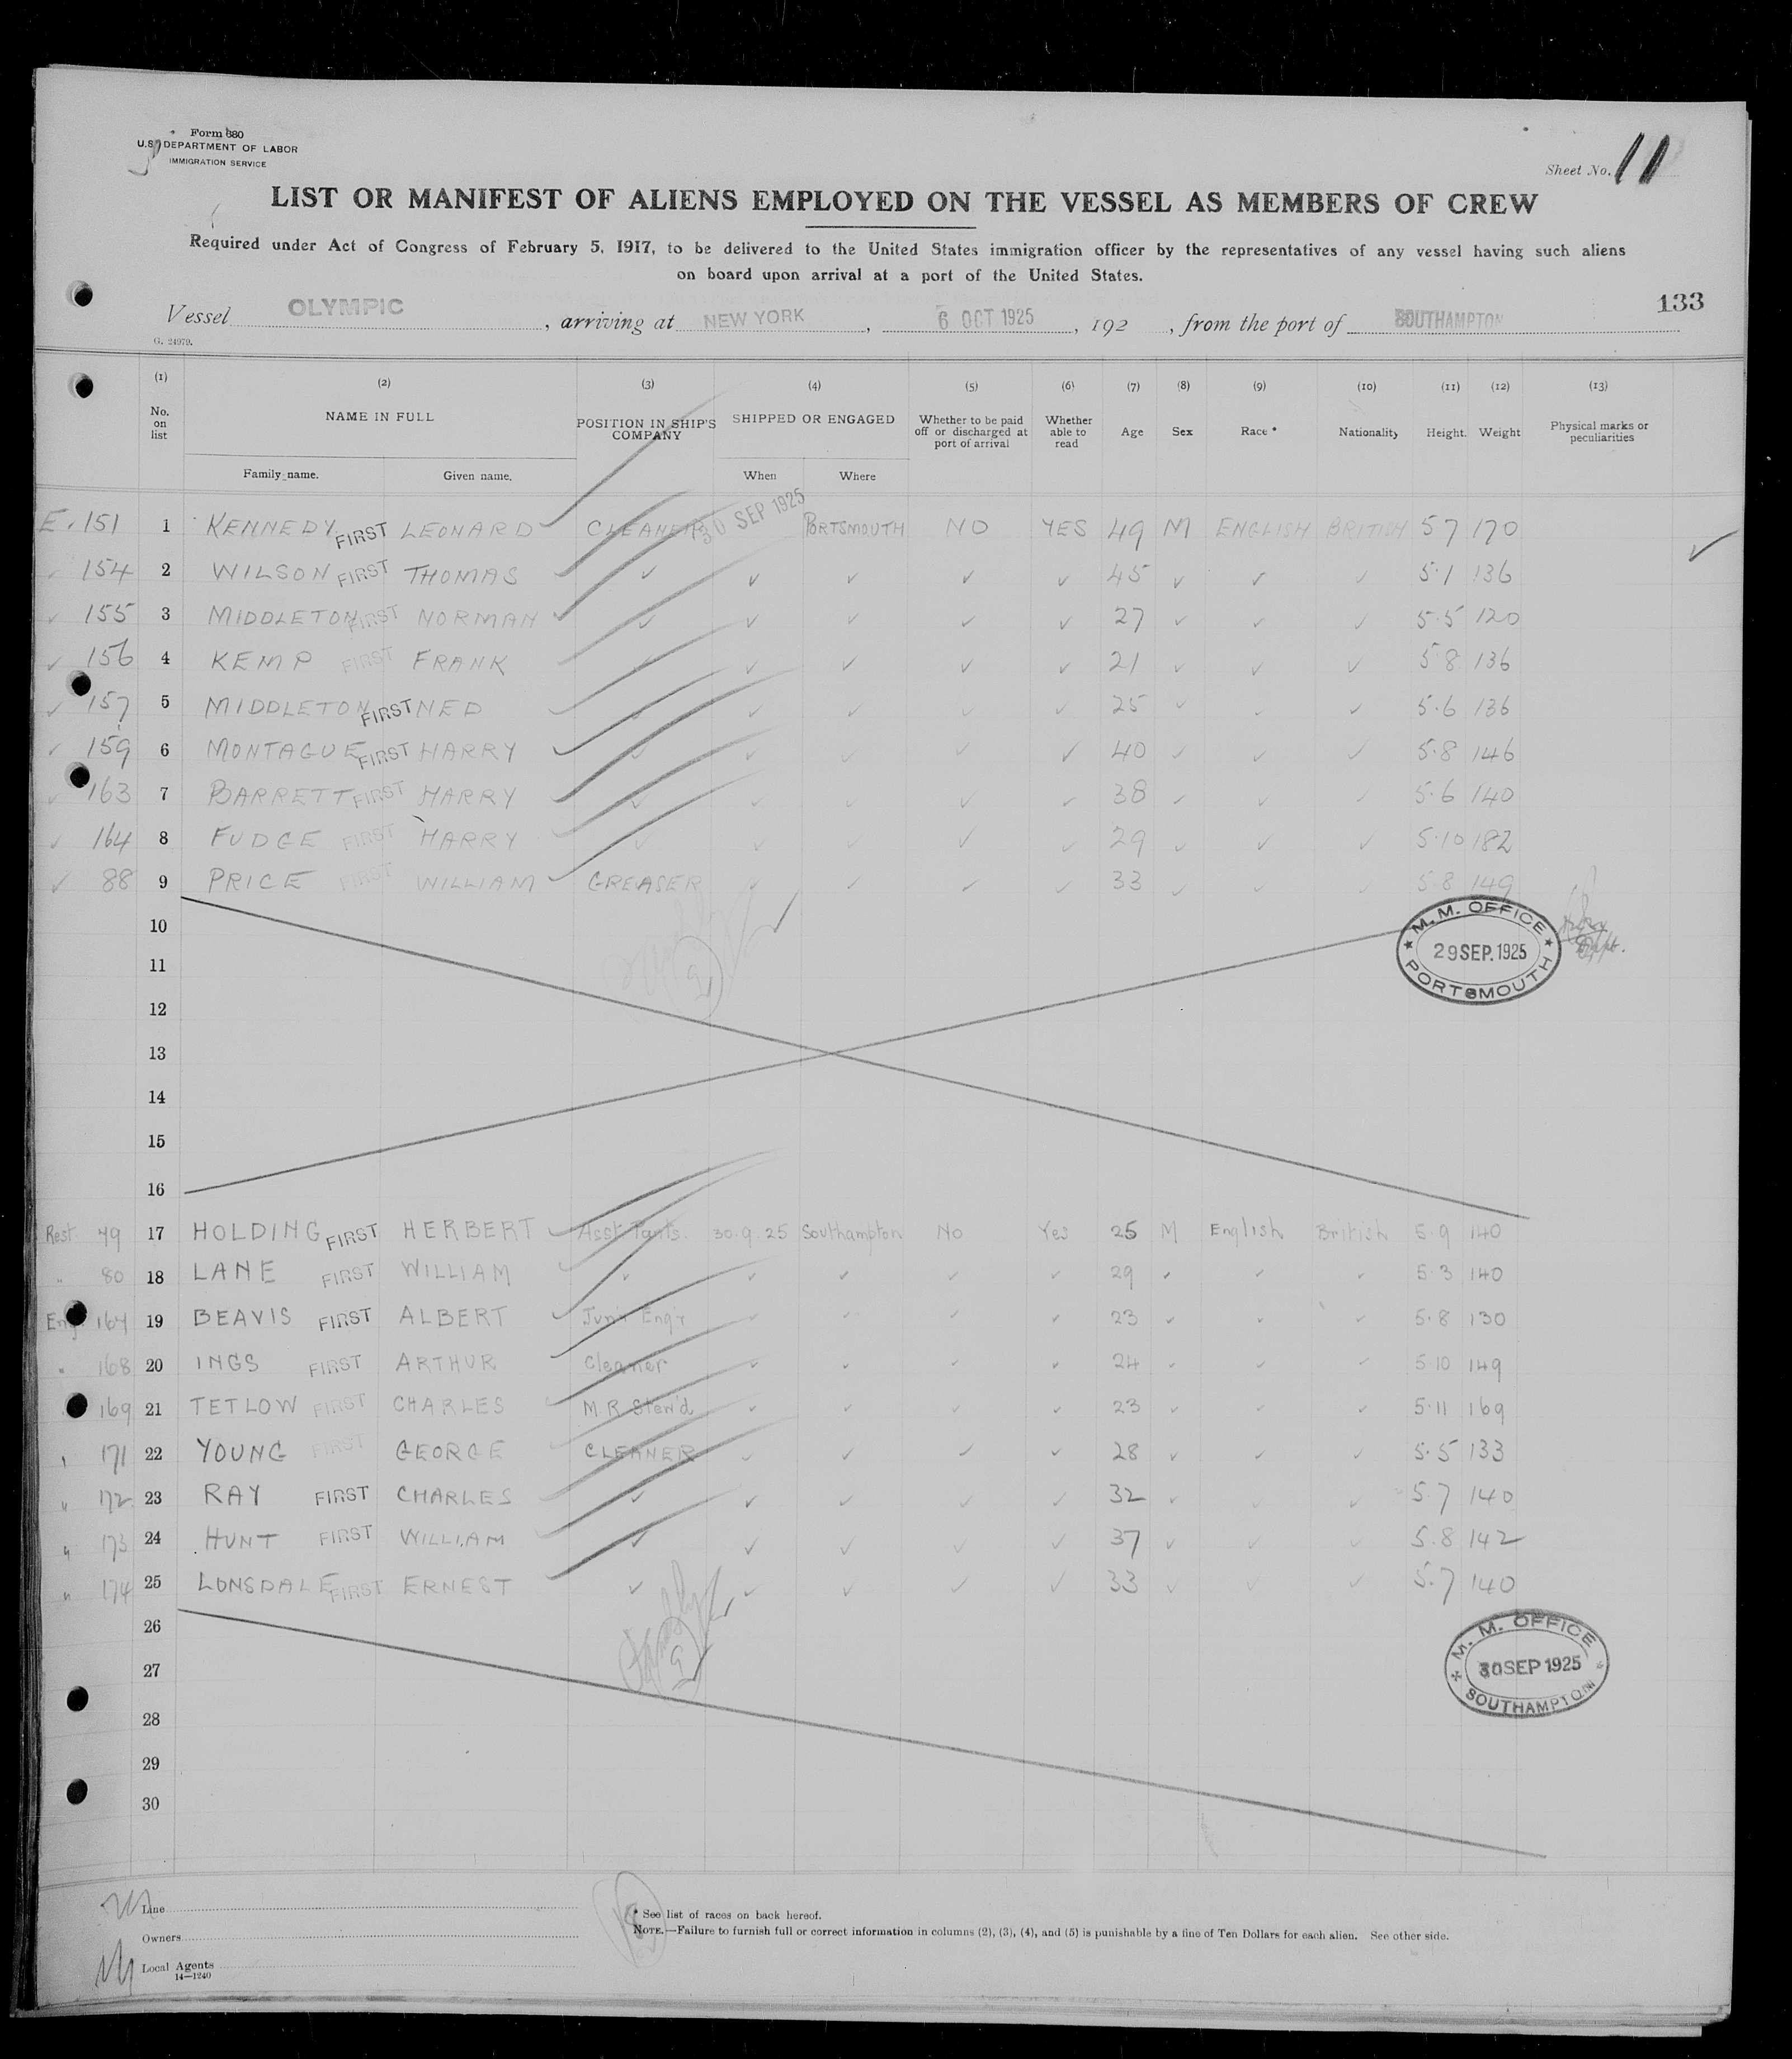 Form 680
U.S. DEPARTMENT OF LABOR
IMMIGRATION SERVICE
Sheet No. 11
LIST OR MANIFEST OF ALIENS EMPLOYED ON THE VESSEL AS MEMBERS OF CREW
Required under Act of Congress of February 5, 1917, to be delivered to the United States immigration officer by the representatives of any vessel having such aliens
on board upon arrival at a port of the United States.
133
Vessel OLYMPIC, arriving at NEW YORK, 6 OCT 1925, 192 , from the port of SOUTHAMPTON
G. 24979.
(1) (2) (3) (4) (5) (6) (7) (8) (9) (10) (11) (12) (13)
No. on list NAME IN FULL POSITION IN SHIP'S COMPANY SHIPPED OR ENGAGED Whether to be paid off or discharged at port of arrival Whether able to read Age Sex Race * Nationality Height. Weight Physical marks or peculiarities
Family name. Given name. When Where
E. 151 1 KENNEDY FIRST LEONARD CLEANER 30 SEP 1925 PORTSMOUTH NO YES 49 M ENGLISH BRITISH 5 7 170 ✓
✓ 154 2 WILSON FIRST THOMAS ✓ ✓ ✓ ✓ ✓ 45 ✓ ✓ ✓ 5.1 136
✓ 155 3 MIDDLETON FIRST NORMAN ✓ ✓ ✓ ✓ ✓ 27 ✓ ✓ ✓ 5.5 120
✓ 156 4 KEMP FIRST FRANK ✓ ✓ ✓ ✓ ✓ 21 ✓ ✓ ✓ 5 8 136
✓ 157 5 MIDDLETON FIRST NED ✓ ✓ ✓ ✓ ✓ 25 ✓ ✓ ✓ 5.6 136
✓ 159 6 MONTAGUE FIRST HARRY ✓ ✓ ✓ ✓ ✓ 40 ✓ ✓ ✓ 5.8 146
✓ 163 7 BARRETT FIRST HARRY ✓ ✓ ✓ ✓ ✓ 38 ✓ ✓ ✓ 5.6 140
✓ 164 8 FUDGE FIRST HARRY ✓ ✓ ✓ ✓ ✓ 29 ✓ ✓ ✓ 5.10 182
✓ 88 9 PRICE FIRST WILLIAM GREASER ✓ ✓ ✓ ✓ 33 ✓ ✓ ✓ 5.8 149
10
M. M. OFFICE
29 SEP. 1925
PORTSMOUTH
9
11
12
13
14
15
16
Rest 79 17 HOLDING FIRST HERBERT Asst. Pants. 30.9.25 Southampton No Yes 25 M English British 5.9 140
" 80 18 LANE FIRST WILLIAM ✓ ✓ ✓ ✓ ✓ 29 ✓ ✓ ✓ 5 3 140
Eng. 167 19 BEAVIS FIRST ALBERT Jun'r Eng'r ✓ ✓ ✓ ✓ 23 ✓ ✓ ✓ 5.8 130
" 168 20 INGS FIRST ARTHUR Cleaner ✓ ✓ ✓ ✓ 24 ✓ ✓ ✓ 5 10 149
169 21 TETLOW FIRST CHARLES M R Stew'd ✓ ✓ ✓ ✓ 23 ✓ ✓ ✓ 5.11 169
" 171 22 YOUNG FIRST GEORGE CLEANER ✓ ✓ ✓ ✓ 28 ✓ ✓ ✓ 5.5 133
" 172 23 RAY FIRST CHARLES ✓ ✓ ✓ ✓ ✓ 32 ✓ ✓ ✓ 5.7 140
" 173 24 HUNT FIRST WILLIAM ✓ ✓ ✓ ✓ ✓ 37 ✓ ✓ ✓ 5.8 142
" 174 25 LONSDALE FIRST ERNEST ✓ ✓ ✓ ✓ ✓ 33 ✓ ✓ ✓ 5.7 140
26
M. M. OFFICE
30 SEP 1925
SOUTHAMPTON
9
27
28
29
30
Line
Owners
Local Agents
14—1240
* See list of races on back hereof.
NOTE.—Failure to furnish full or correct information in columns (2), (3), (4), and (5) is punishable by a fine of Ten Dollars for each alien. See other side.